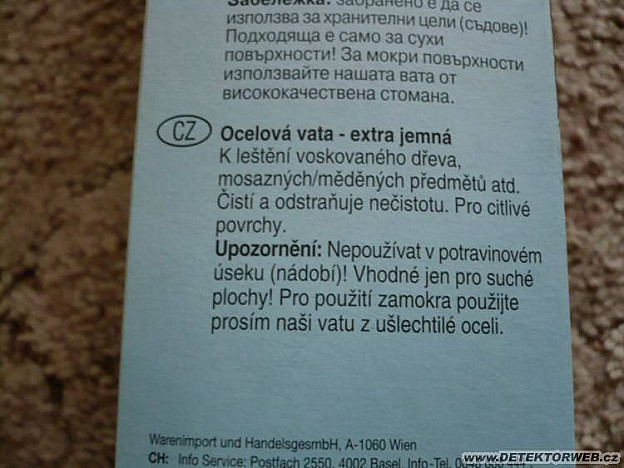 Забележка: забранено е да се
използва за хранителни цели (съдове)!
Подходяща е само за сухи
повърхности! За мокри повърхности
използвайте нашата вата от
висококачествена стомана.
CZ Ocelová vata - extra jemná
K leštění voskovaného dřeva,
mosazných/měděných předmětů atd.
Čistí a odstraňuje nečistotu. Pro citlivé
povrchy.
Upozornění: Nepoužívat v potravinovém
úseku (nádobí)! Vhodné jen pro suché
plochy! Pro použití zamokra použijte
prosím naši vatu z ušlechtilé oceli.
Warenimport und HandelsgesmbH, A-1060 Wien
CH: Info Service: Postfach 2550, 4002 Basel, Info-Tel.
www.DETEKTORWEB.cz